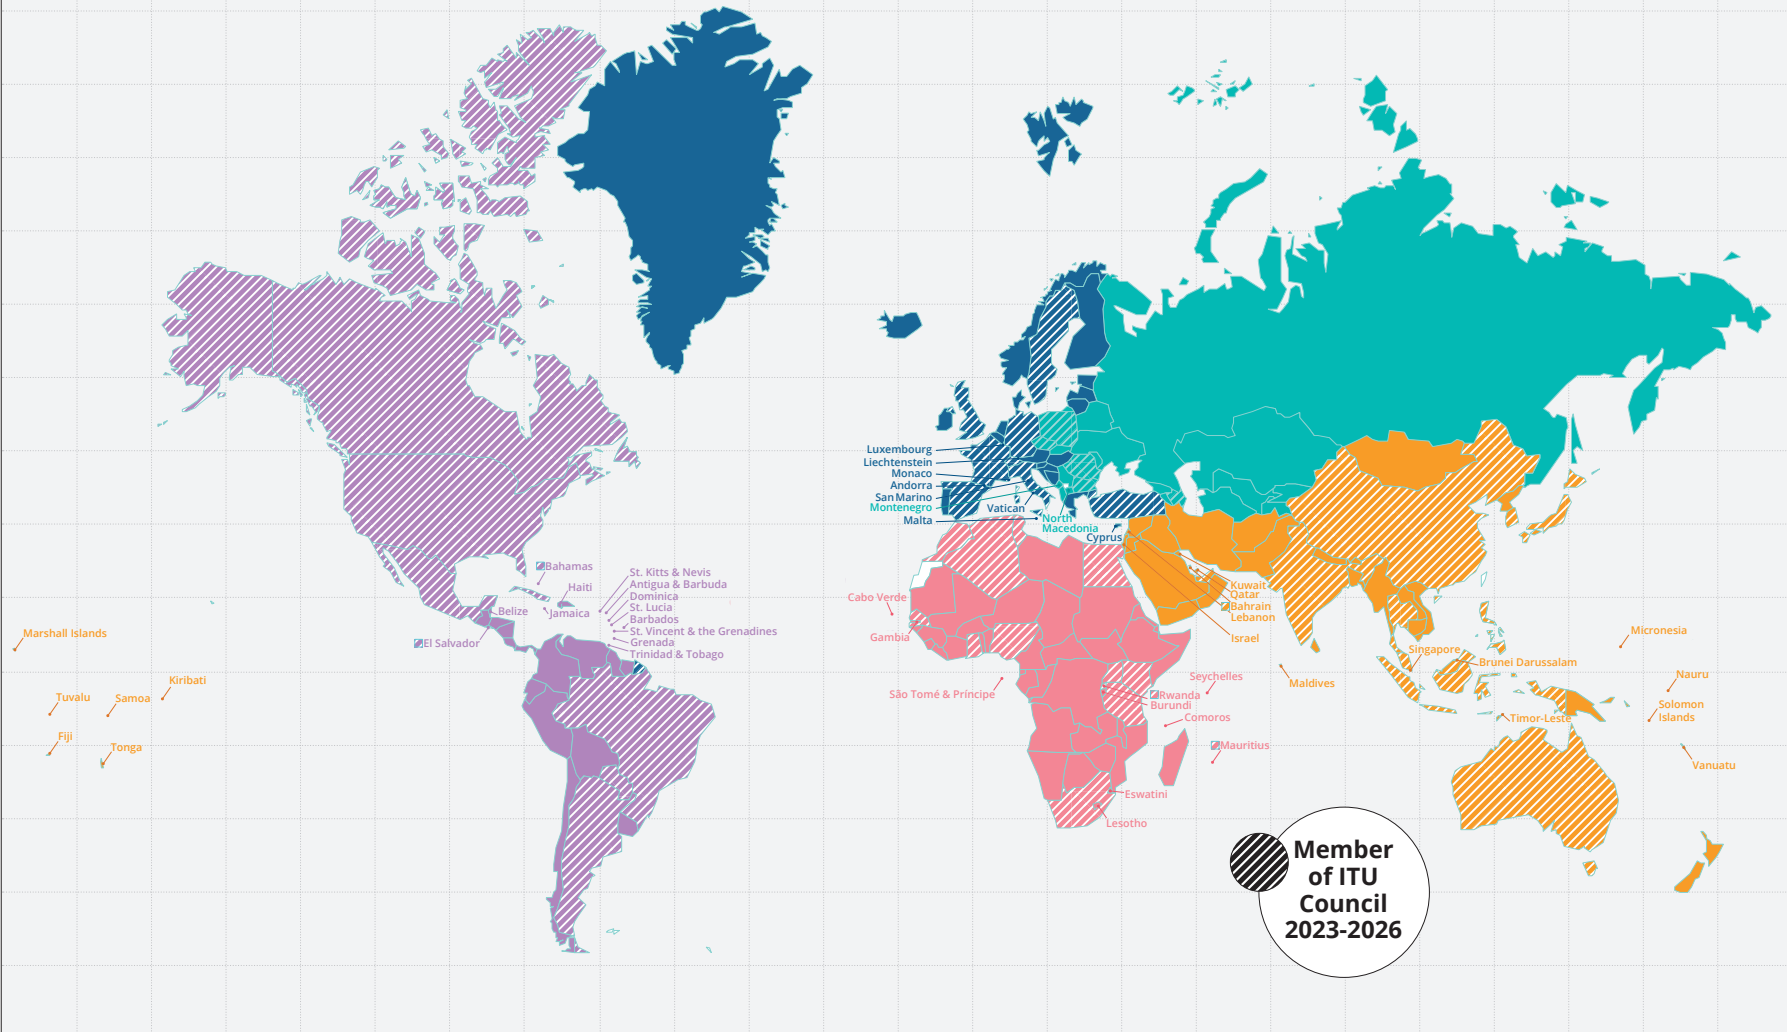 Luxembourg
Liechtenstein
Monaco
Andorra
San Marino
Montenegro
Malta
Vatican
North
Macedonia
Cyprus
Bahamas
Haiti
Jamaica
Belize
El Salvador
St. Kitts & Nevis
Antigua & Barbuda
Dominica
St. Lucia
Barbados
St. Vincent & the Grenadines
Grenada
Trinidad & Tobago
Marshall Islands
Kiribati
Tuvalu
Samoa
Fiji
Tonga
Cabo Verde
Gambia
São Tomé & Príncipe
Kuwait
Qatar
Bahrain
Lebanon
Israel
Seychelles
Rwanda
Burundi
Comoros
Mauritius
Eswatini
Lesotho
Maldives
Singapore
Brunei Darussalam
Timor-Leste
Micronesia
Nauru
Solomon
Islands
Vanuatu
Member
of ITU
Council
2023-2026